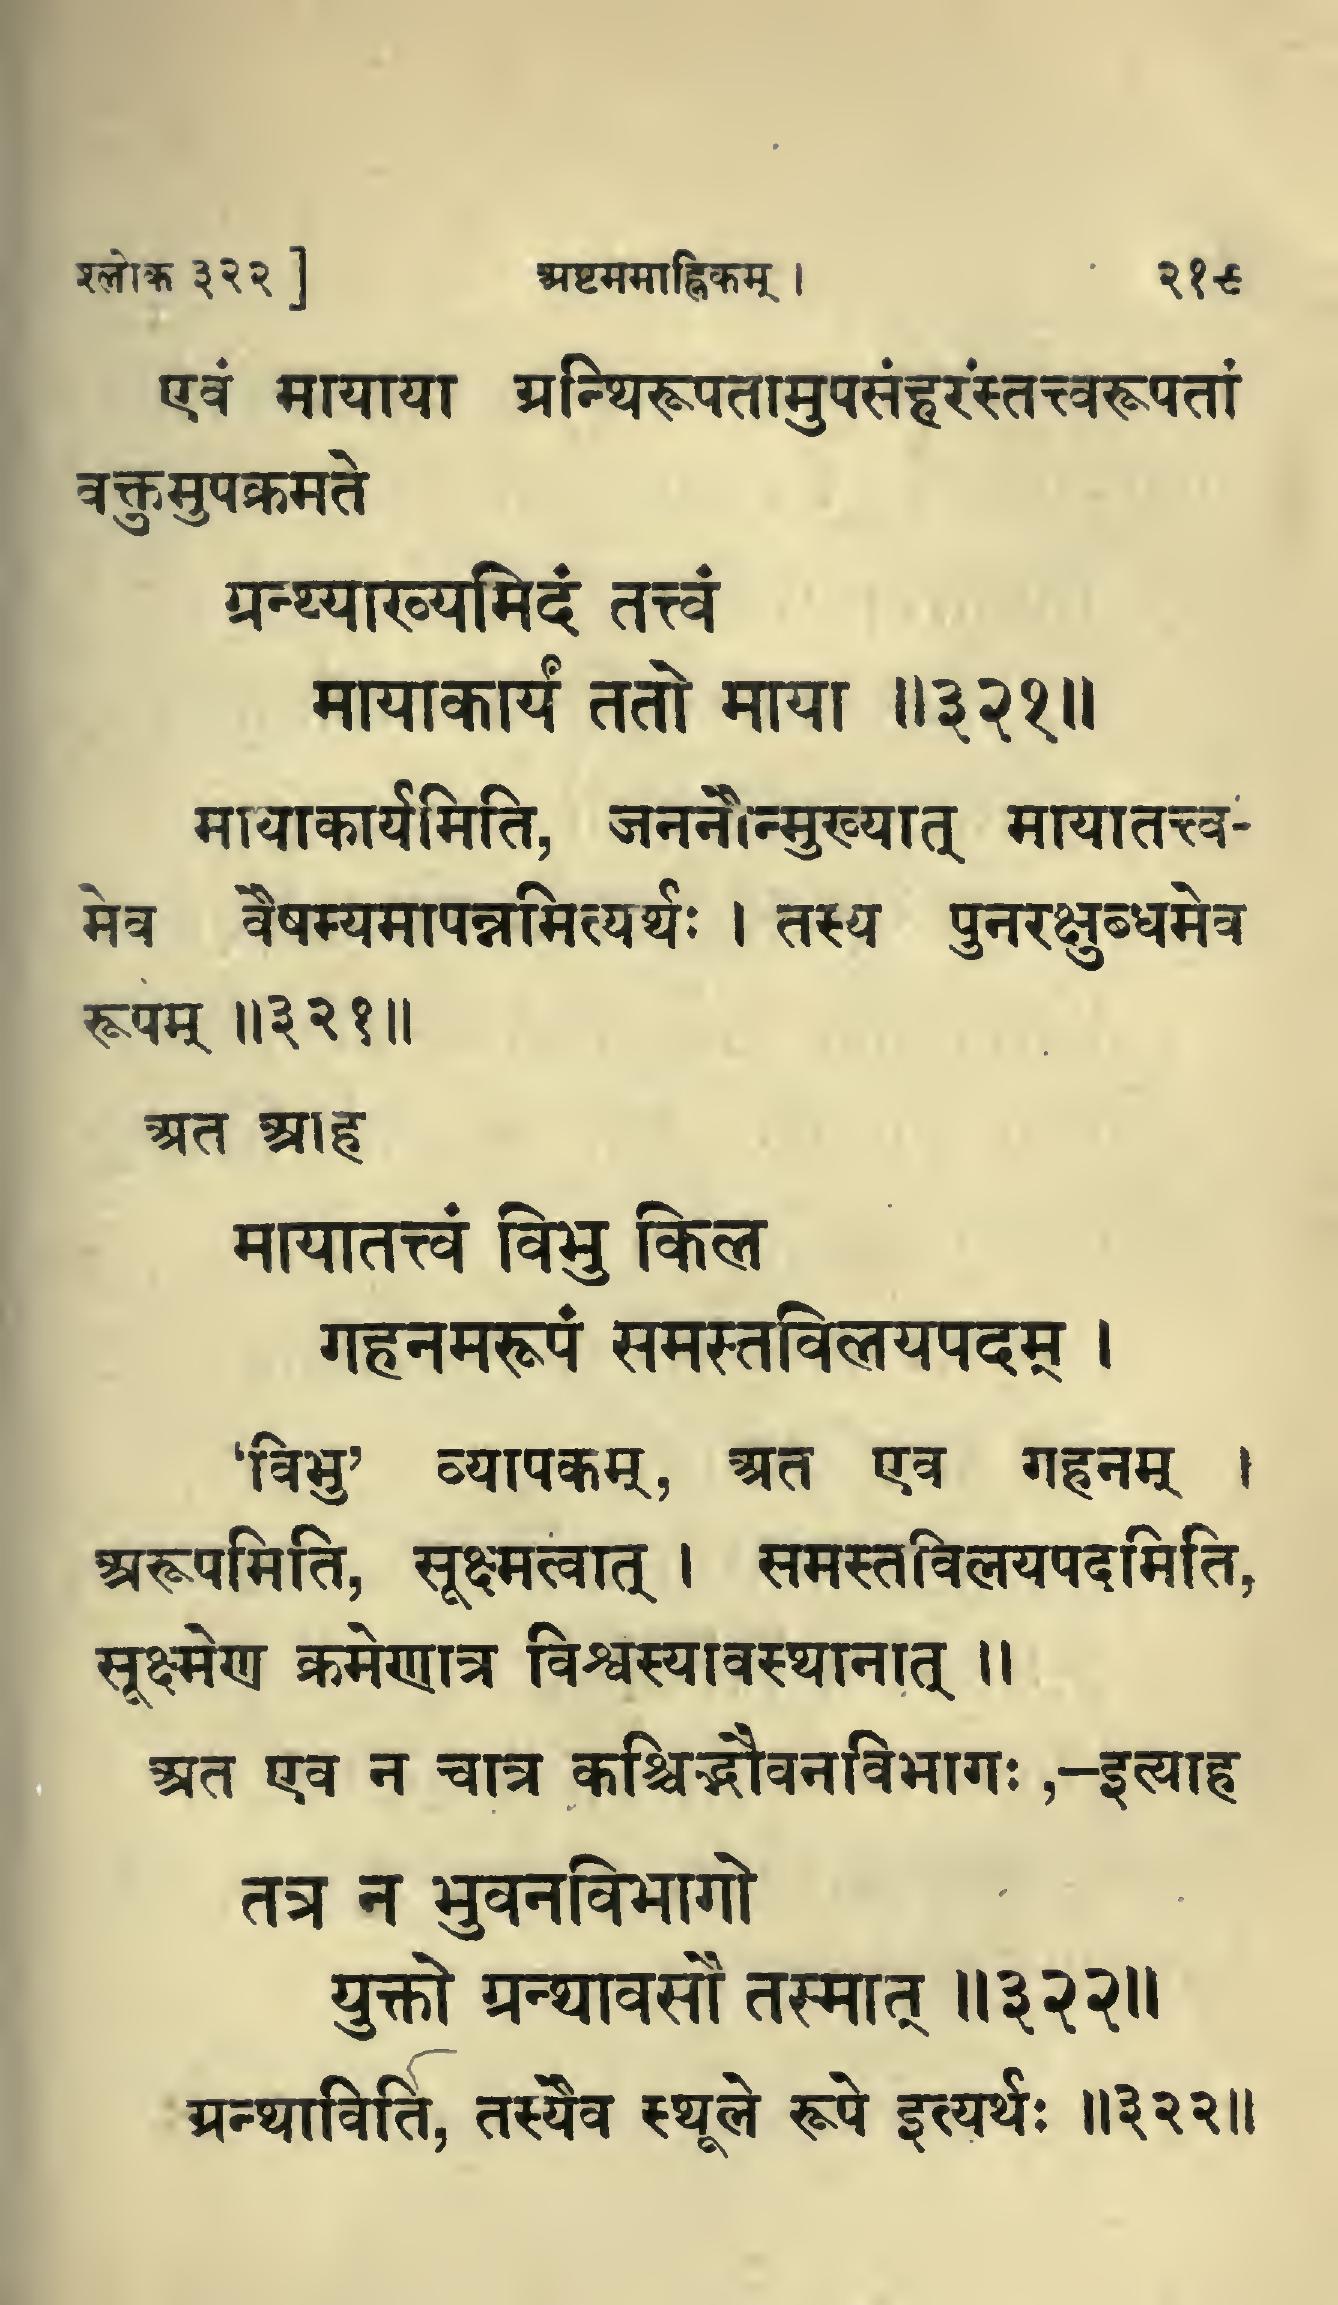 श्लोक ३२२ ] अष्टममाह्निकम् । २१९
एवं मायाया ग्रन्थिरूपतामुपसंहरंस्तत्त्वरूपतां
वक्तुमुपक्रमते
ग्रन्थ्याख्यमिदं तत्त्वं
मायाकार्यं ततो माया ॥३२१॥
मायाकार्यमिति, जननौन्मुख्यात् मायातत्त्व-
मेव वैषम्यमापन्नमित्यर्थः । तस्य पुनरक्षुब्धमेव
रूपम् ॥३२१॥
अत आह
मायातत्त्वं विभु किल
गहनमरूपं समस्तविलयपदम् ।
‘विभु’ व्यापकम्, अत एव गहनम् ।
अरूपमिति, सूक्ष्मत्वात् । समस्तविलयपदमिति,
सूक्ष्मेण क्रमेणात्र विश्वस्यावस्थानात् ॥
अत एव न चात्र कश्चिद्भौवनविभागः ,—इत्याह
तत्र न भुवनविभागो
युक्तो ग्रन्थावसौ तस्मात् ॥३२२॥
ग्रन्थाविति, तस्यैव स्थूले रूपे इत्यर्थः ॥३२२॥